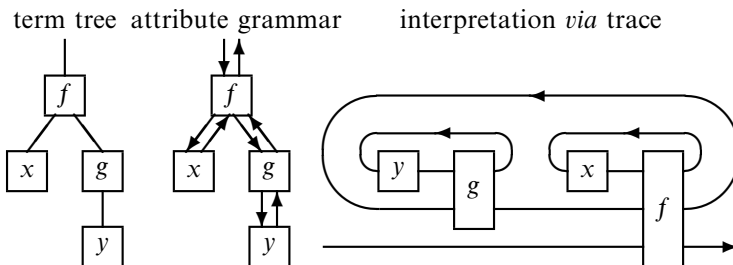 term tree attribute grammar interpretation via trace
f f
x g x g y g x f
y y